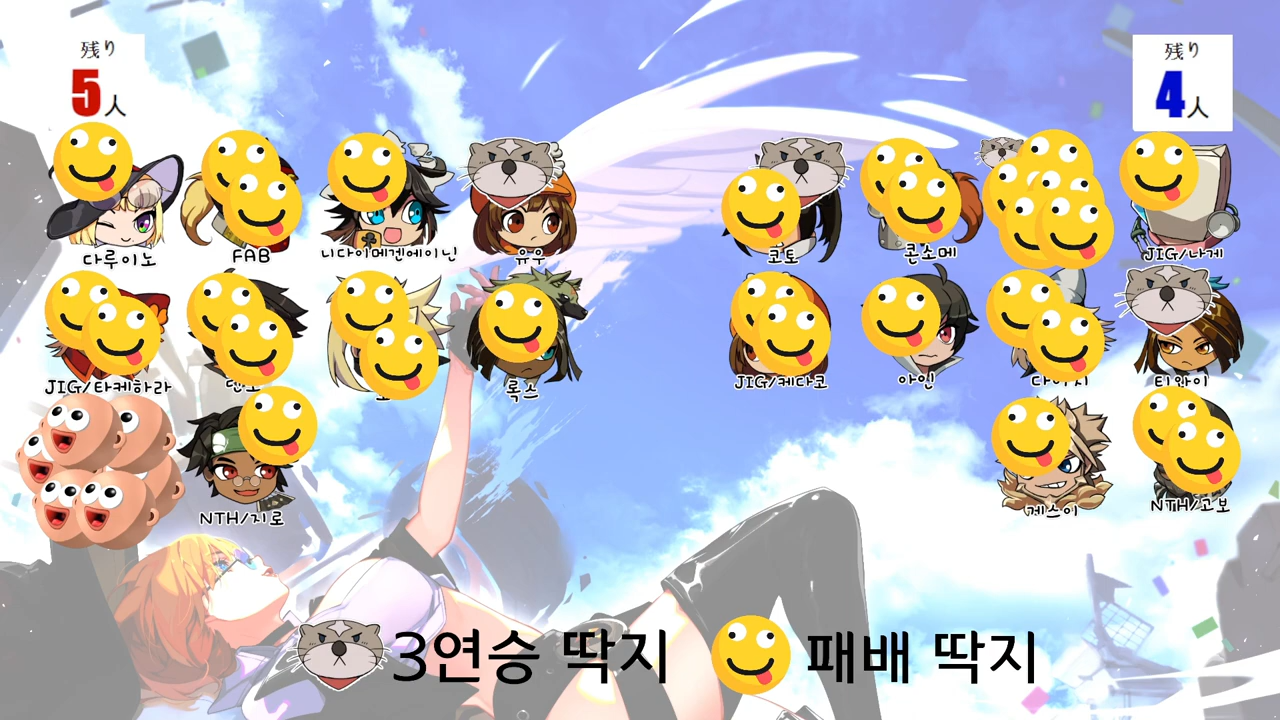 残り
5人
残り
4人
다루이노
FAB
니다이메겐에이닌
유우
코토
콘소메
JIG/나게
JIG/타케하라
록스
JIG/케다코
아인
티와이
NTH/지로
게스이
NTH/고보
3연승 딱지
패배 딱지